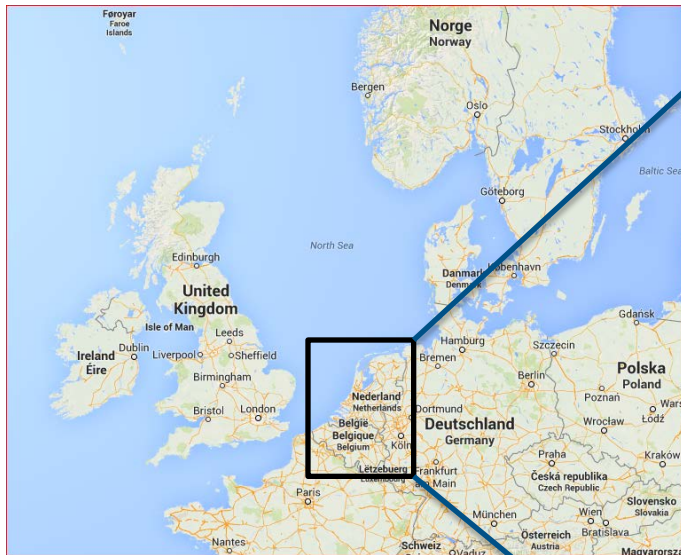 Føroyar
Faroe
Islands
Norge
Norway
Bergen
Oslo
Stockholm
Baltic Sea
Göteborg
North Sea
Edinburgh
Danmark
Denmark
København
United
Kingdom
Isle of Man
Gdańsk
Leeds
Hamburg
Szczecin
Ireland
Éire
Dublin
Liverpool
Sheffield
Bremen
Polska
Poland
Birmingham
Berlin
Poznań
Nederland
Netherlands
Bristol
London
Dortmund
Deutschland
Germany
Wrocław
Łódź
België
Belgique
Belgium
Köln
Praha
Kraków
Lëtzebuerg
Luxembourg
Frankfurt
am Main
Česká republika
Czech Republic
Paris
Slovensko
Slovakia
München
Wien
Bratislava
Nantes
Schweiz
Österreich
Austria
Vaduz